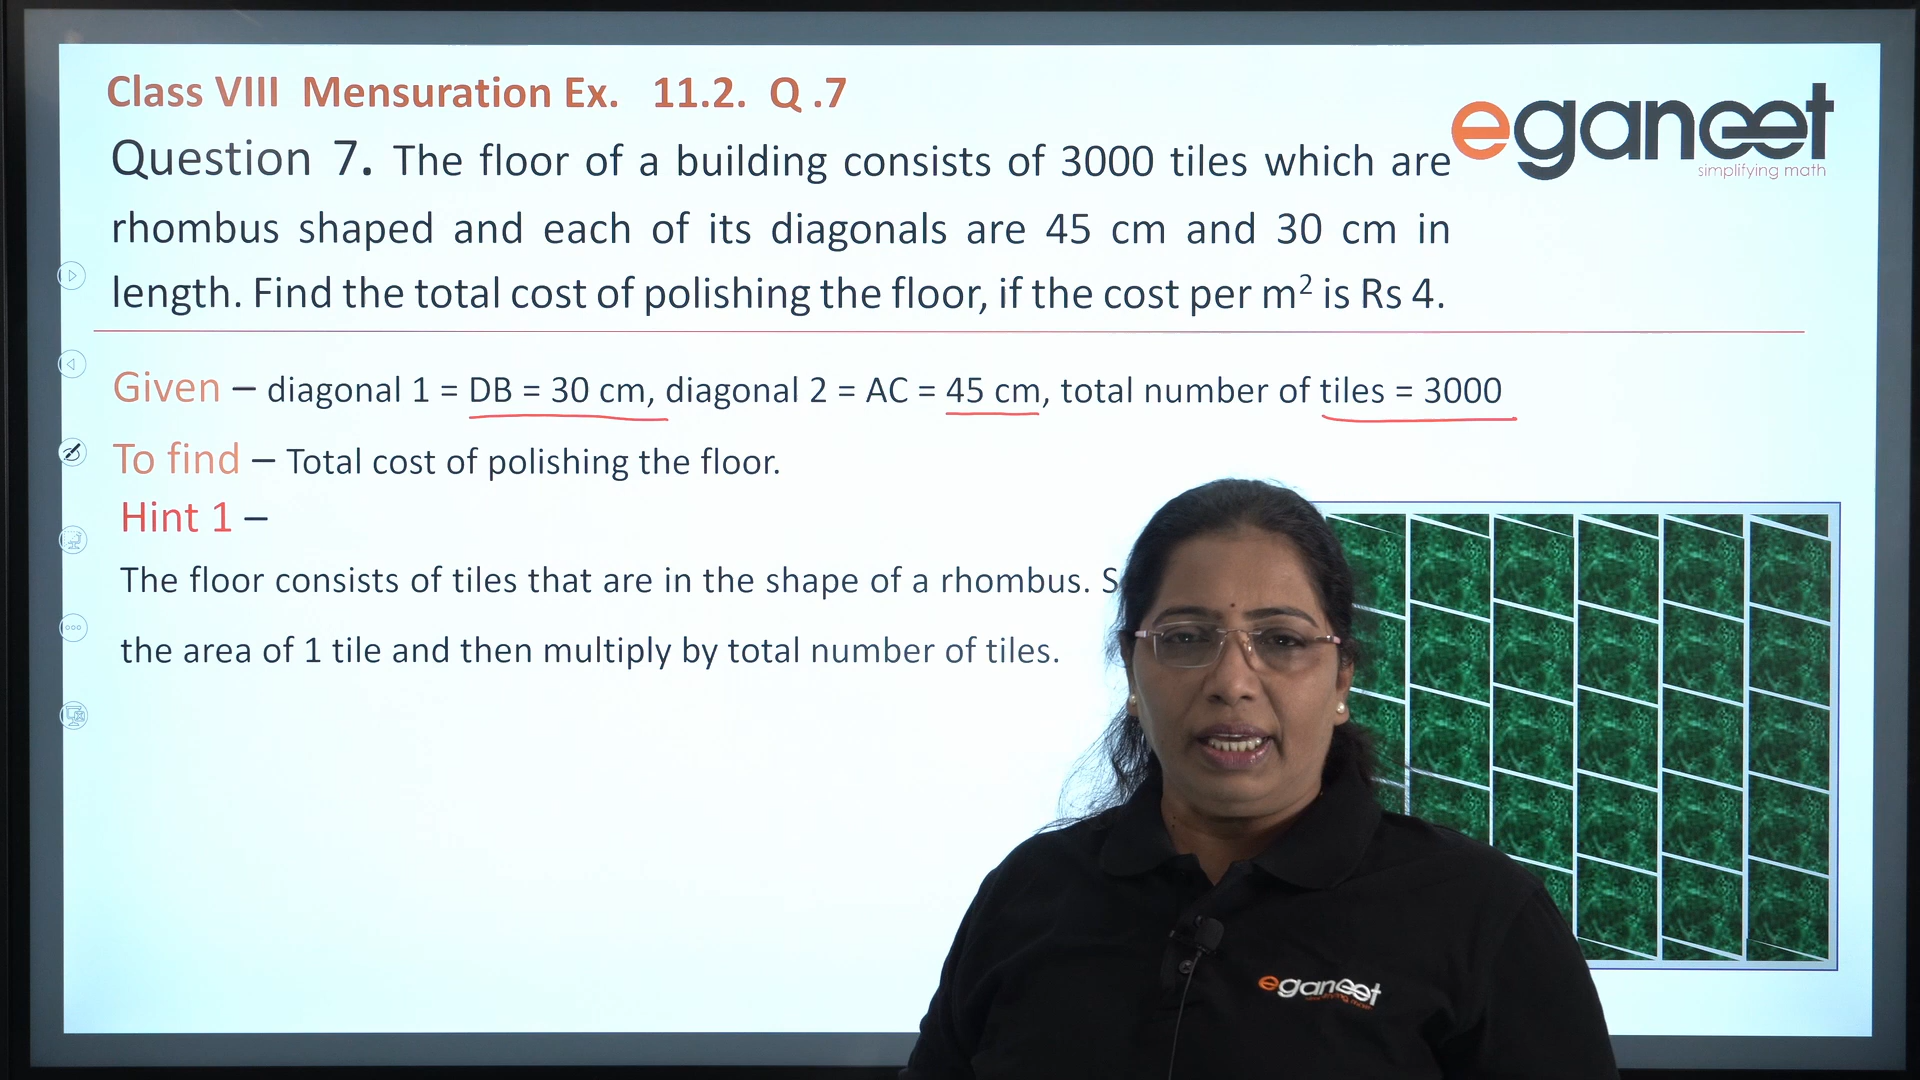 Class VIII Mensuration Ex. 11.2. Q .7
eganeet
simplifying math
Question 7. The floor of a building consists of 3000 tiles which are
rhombus shaped and each of its diagonals are 45 cm and 30 cm in
length. Find the total cost of polishing the floor, if the cost per m² is Rs 4.
Given – diagonal 1 = DB = 30 cm, diagonal 2 = AC = 45 cm, total number of tiles = 3000
To find – Total cost of polishing the floor.
Hint 1 –
The floor consists of tiles that are in the shape of a rhombus. S
the area of 1 tile and then multiply by total number of tiles.
eganeet